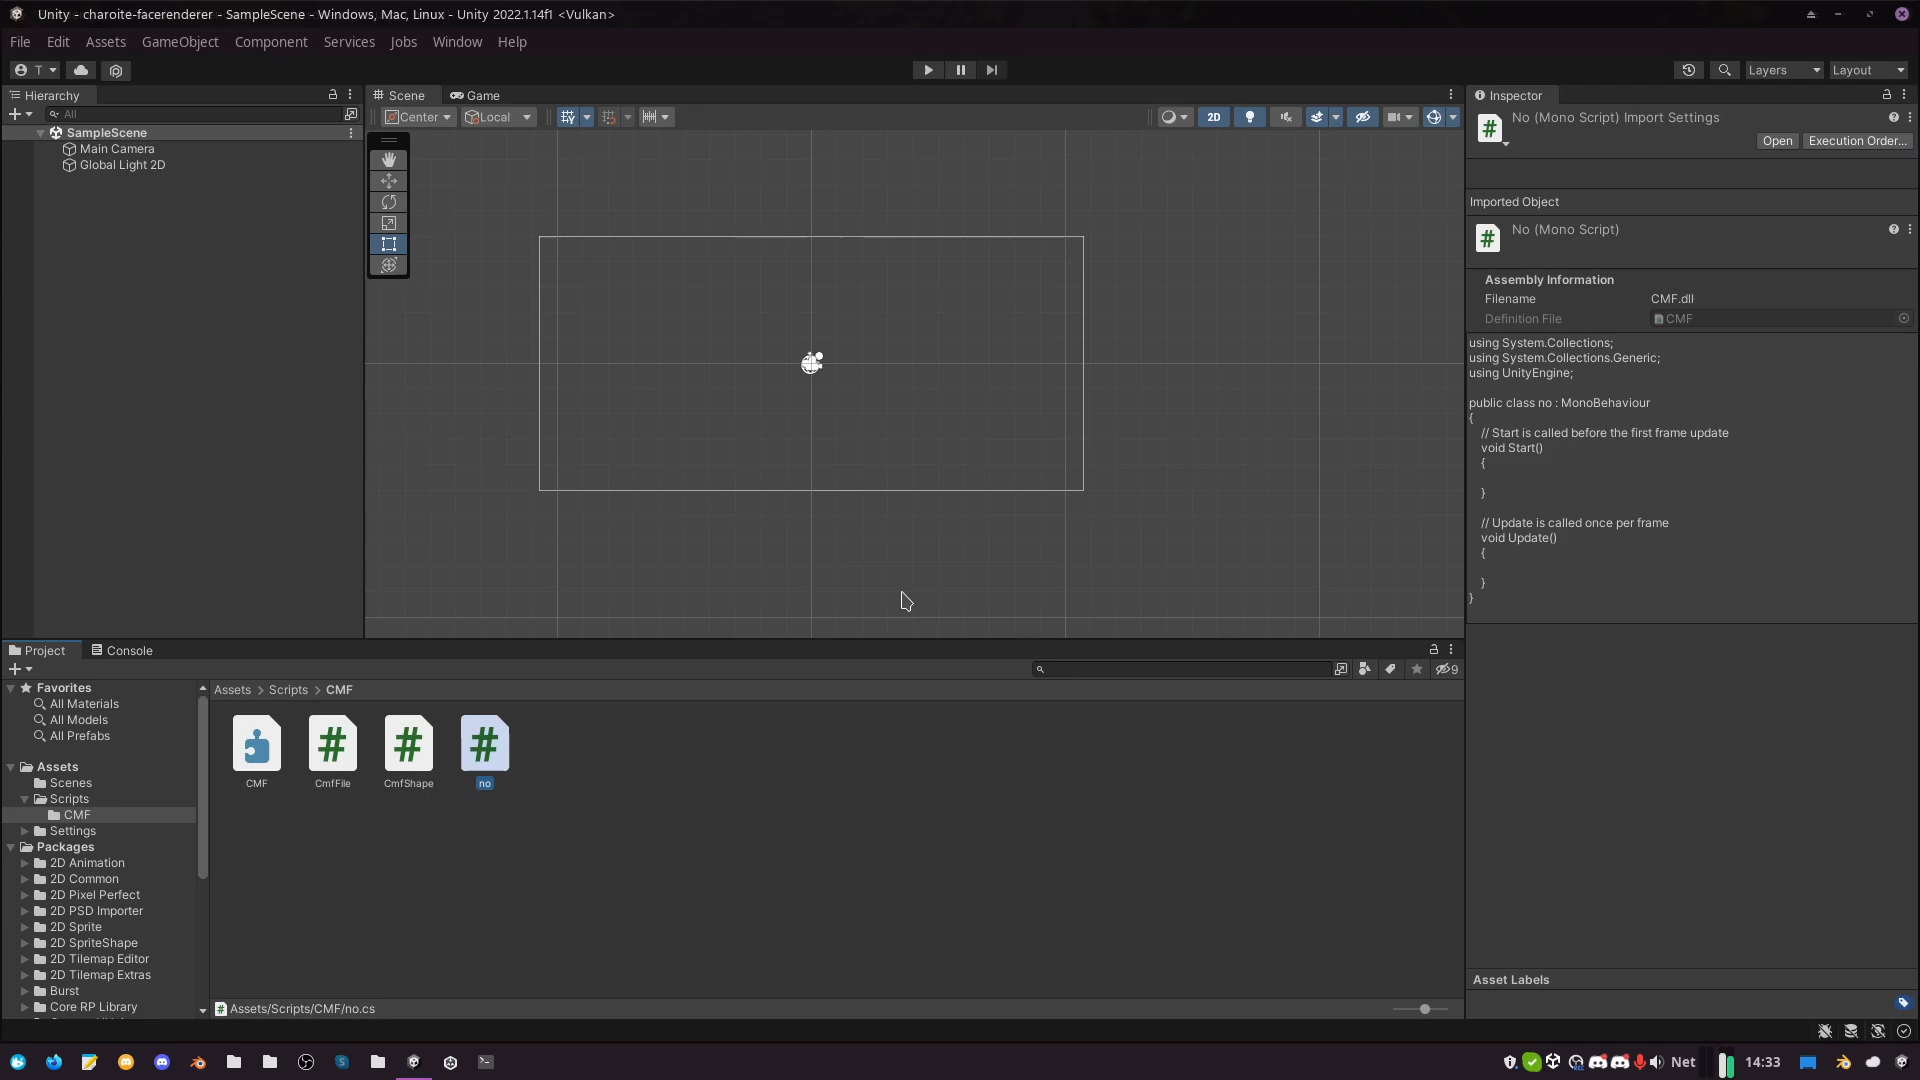 Unity - charoite-facerenderer - SampleScene - Windows, Mac, Linux - Unity 2022.1.14f1 <Vulkan>
File Edit Assets GameObject Component Services Jobs Window Help
T
Layers Layout
Hierarchy
All
SampleScene
Main Camera
Global Light 2D
Scene Game
Center Local
2D
Inspector
No (Mono Script) Import Settings
Open Execution Order...
Imported Object
No (Mono Script)
Assembly Information
Filename CMF.dll
Definition File CMF
using System.Collections;
using System.Collections.Generic;
using UnityEngine;
public class no : MonoBehaviour
{
// Start is called before the first frame update
void Start()
{
}
// Update is called once per frame
void Update()
{
}
}
Asset Labels
Project Console
9
Favorites
All Materials
All Models
All Prefabs
Assets
Scenes
Scripts
CMF
Settings
Packages
2D Animation
2D Common
2D Pixel Perfect
2D PSD Importer
2D Sprite
2D SpriteShape
2D Tilemap Editor
2D Tilemap Extras
Burst
Core RP Library
Assets > Scripts > CMF
CMF CmfFile CmfShape no
Assets/Scripts/CMF/no.cs
Net 14:33